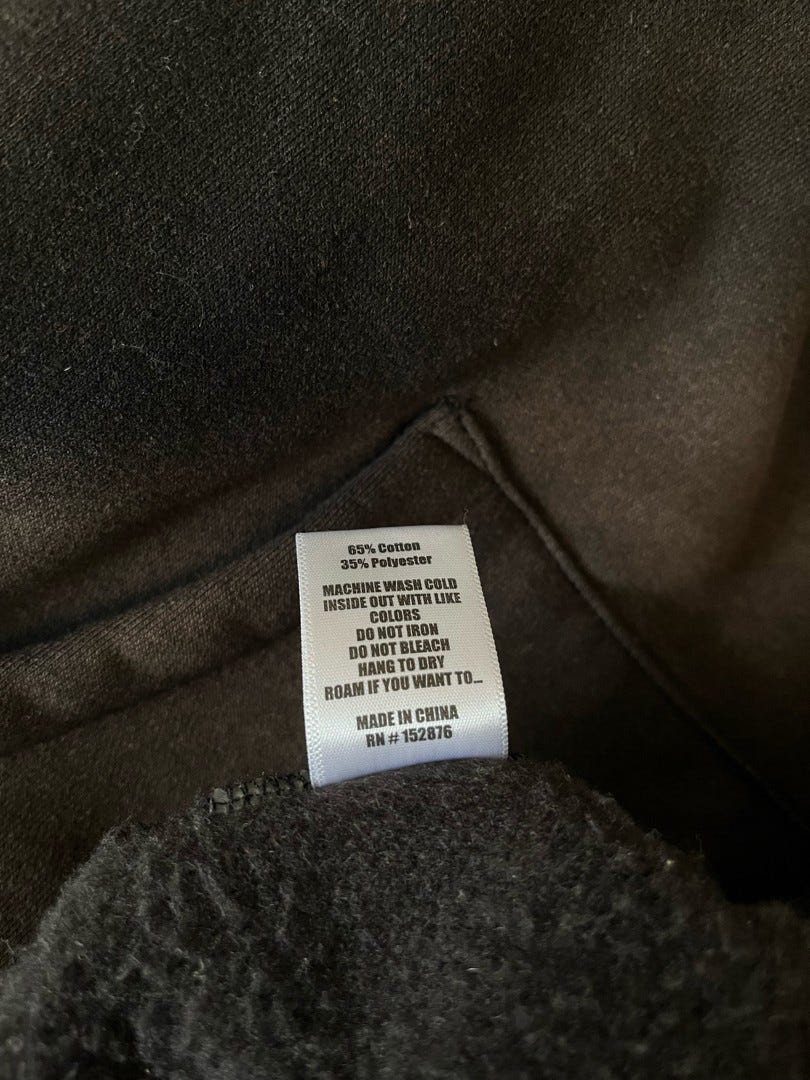 65% Cotton
35% Polyester
MACHINE WASH COLD
INSIDE OUT WITH LIKE
COLORS
DO NOT IRON
DO NOT BLEACH
HANG TO DRY
ROAM IF YOU WANT TO...
MADE IN CHINA
RN # 152876